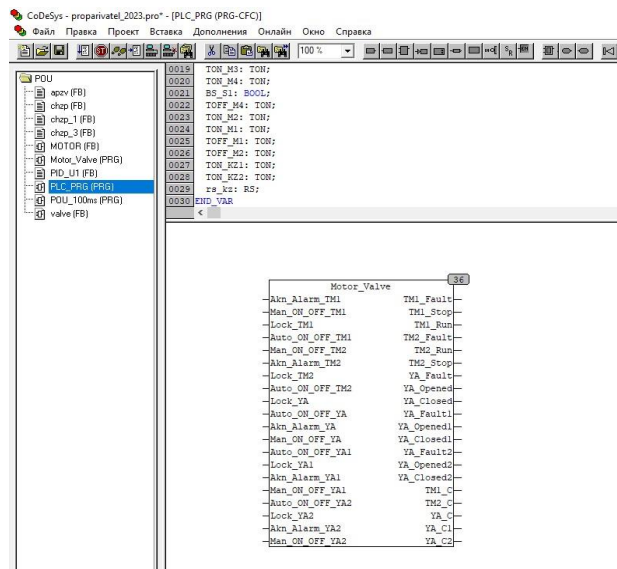 CoDeSys - proparivatel_2023.pro* - [PLC_PRG (PRG-CFC)]
Файл Правка Проект Вставка Дополнения Онлайн Окно Справка
100 %
POU
apzv (FB)
chzp (FB)
chzp_1 (FB)
chzp_3 (FB)
MOTOR (FB)
Motor_Valve (PRG)
PID_U1 (FB)
PLC_PRG (PRG)
POU_100ms (PRG)
valve (FB)
0019 TON_M3: TON;
0020 TON_M4: TON;
0021 BS_S1: BOOL;
0022 TOFF_M4: TON;
0023 TON_M2: TON;
0024 TON_M1: TON;
0025 TOFF_M1: TON;
0026 TOFF_M2: TON;
0027 TON_KZ1: TON;
0028 TON_KZ2: TON;
0029 rs_kz: RS;
0030 END_VAR
36
Motor_Valve
Akn_Alarm_TM1 TM1_Fault
Man_ON_OFF_TM1 TM1_Stop
Lock_TM1 TM1_Run
Auto_ON_OFF_TM1 TM2_Fault
Man_ON_OFF_TM2 TM2_Run
Akn_Alarm_TM2 TM2_Stop
Lock_TM2 YA_Fault
Auto_ON_OFF_TM2 YA_Opened
Lock_YA YA_Closed
Auto_ON_OFF_YA YA_Fault1
Akn_Alarm_YA YA_Opened1
Man_ON_OFF_YA YA_Closed1
Auto_ON_OFF_YA1 YA_Fault2
Lock_YA1 YA_Opened2
Akn_Alarm_YA1 YA_Closed2
Man_ON_OFF_YA1 TM1_C
Auto_ON_OFF_YA2 TM2_C
Lock_YA2 YA_C
Akn_Alarm_YA2 YA_C1
Man_ON_OFF_YA2 YA_C2